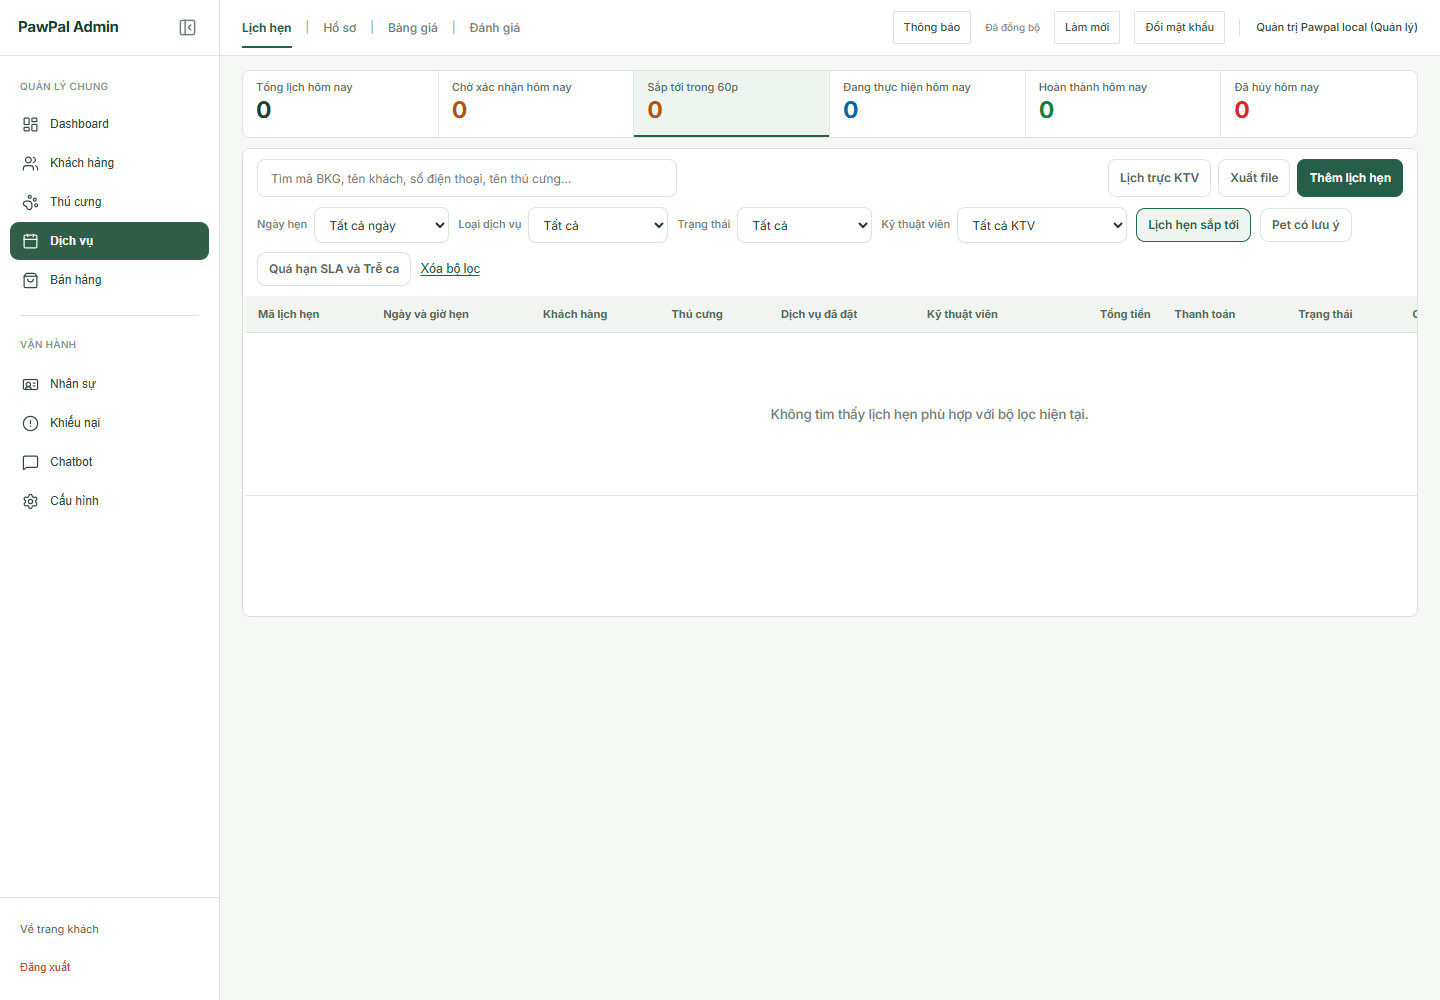 PawPal Admin
Lịch hẹn | Hồ sơ | Bảng giá | Đánh giá
Thông báo Đã đồng bộ Làm mới Đổi mật khẩu Quản trị Pawpal local (Quản lý)
QUẢN LÝ CHUNG
Dashboard
Khách hàng
Thú cưng
Dịch vụ
Bán hàng
VẬN HÀNH
Nhân sự
Khiếu nại
Chatbot
Cấu hình
Về trang khách
Đăng xuất
Tổng lịch hôm nay
0
Chờ xác nhận hôm nay
0
Sắp tới trong 60p
0
Đang thực hiện hôm nay
0
Hoàn thành hôm nay
0
Đã hủy hôm nay
0
Tìm mã BKG, tên khách, số điện thoại, tên thú cưng...
Lịch trực KTV Xuất file Thêm lịch hẹn
Ngày hẹn Tất cả ngày Loại dịch vụ Tất cả Trạng thái Tất cả Kỹ thuật viên Tất cả KTV Lịch hẹn sắp tới Pet có lưu ý
Quá hạn SLA và Trễ ca Xóa bộ lọc
Mã lịch hẹn Ngày và giờ hẹn Khách hàng Thú cưng Dịch vụ đã đặt Kỹ thuật viên Tổng tiền Thanh toán Trạng thái
Không tìm thấy lịch hẹn phù hợp với bộ lọc hiện tại.